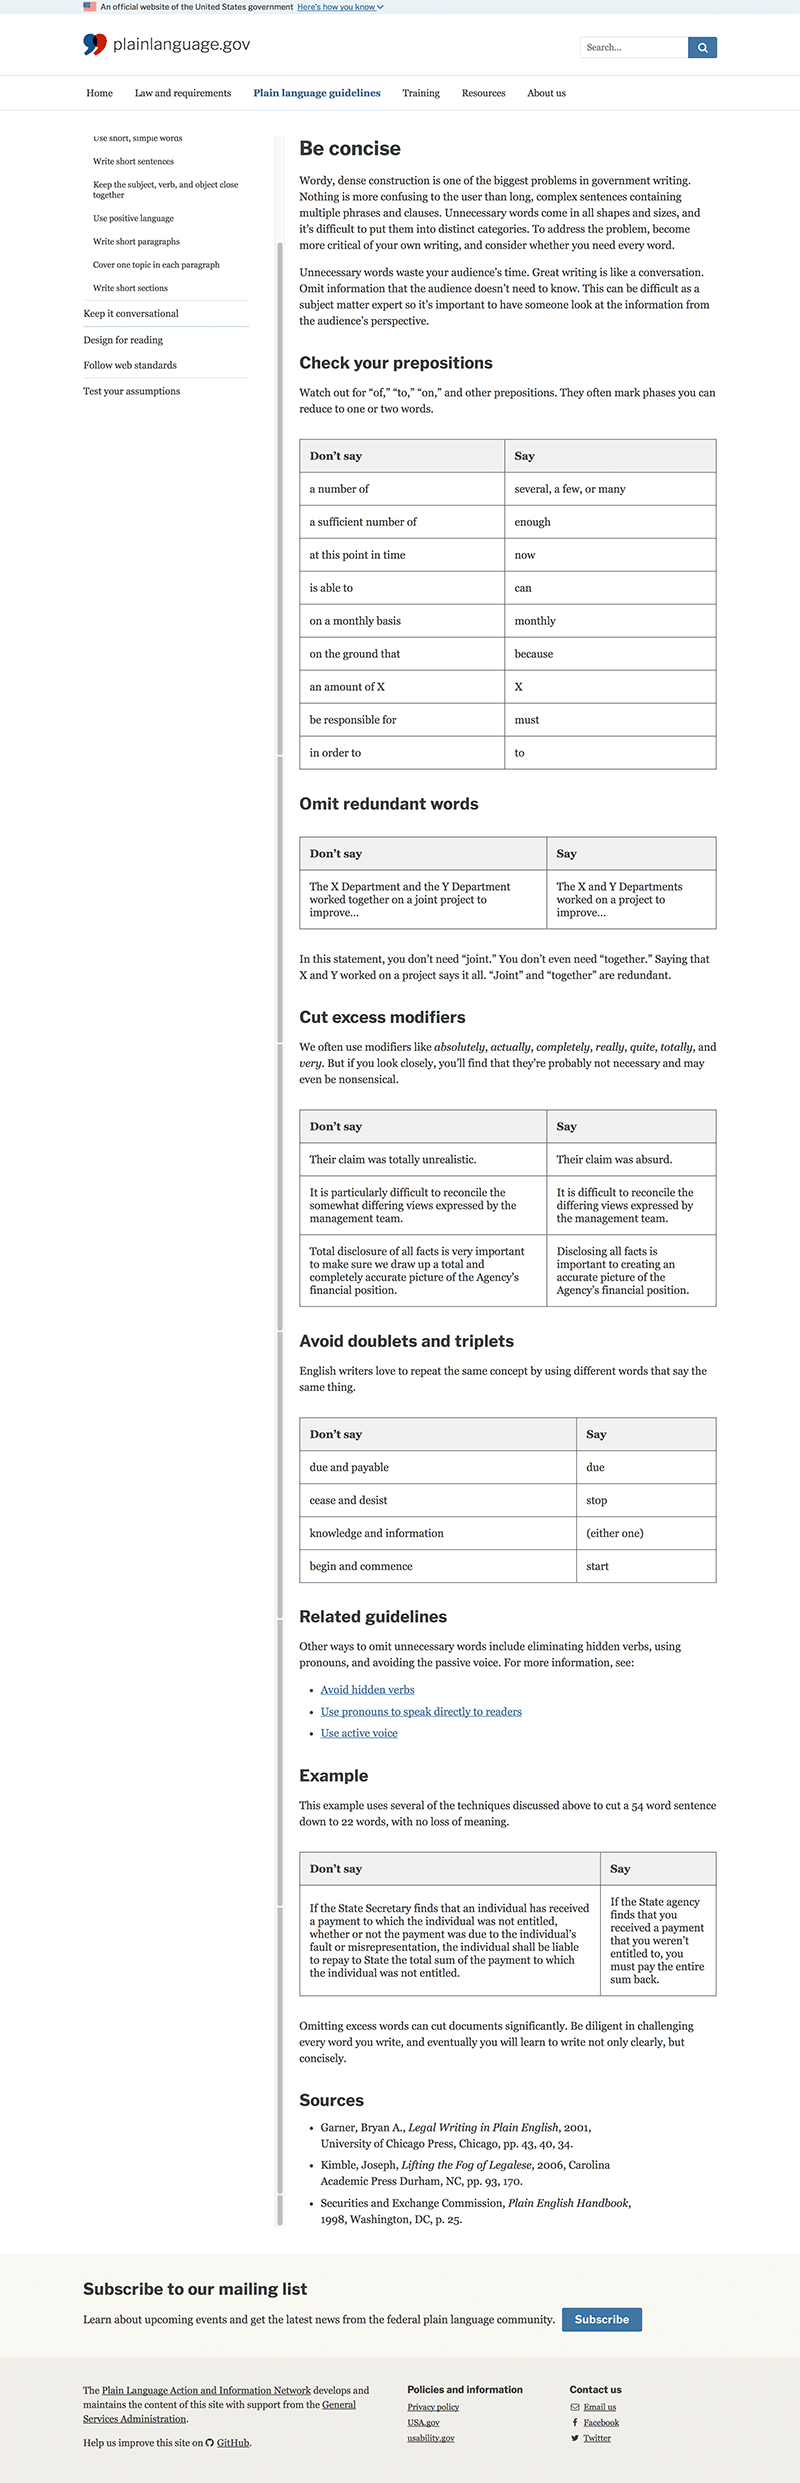 An official website of the United States government Here's how you know
plainlanguage.gov
Search...
Home Law and requirements Plain language guidelines Training Resources About us
Use short, simple words
Write short sentences
Keep the subject, verb, and object close
together
Use positive language
Write short paragraphs
Cover one topic in each paragraph
Write short sections
Keep it conversational
Design for reading
Follow web standards
Test your assumptions
Be concise
Wordy, dense construction is one of the biggest problems in government writing.
Nothing is more confusing to the user than long, complex sentences containing
multiple phrases and clauses. Unnecessary words come in all shapes and sizes, and
it's difficult to put them into distinct categories. To address the problem, become
more critical of your own writing, and consider whether you need every word.
Unnecessary words waste your audience's time. Great writing is like a conversation.
Omit information that the audience doesn't need to know. This can be difficult as a
subject matter expert so it's important to have someone look at the information from
the audience's perspective.
Check your prepositions
Watch out for “of,” “to,” “on,” and other prepositions. They often mark phases you can
reduce to one or two words.
Don't say Say
a number of several, a few, or many
a sufficient number of enough
at this point in time now
is able to can
on a monthly basis monthly
on the ground that because
an amount of X X
be responsible for must
in order to to
Omit redundant words
Don't say Say
The X Department and the Y Department The X and Y Departments
worked together on a joint project to worked on a project to
improve... improve...
In this statement, you don't need “joint.” You don't even need “together.” Saying that
X and Y worked on a project says it all. “Joint” and “together” are redundant.
Cut excess modifiers
We often use modifiers like absolutely, actually, completely, really, quite, totally, and
very. But if you look closely, you'll find that they're probably not necessary and may
even be nonsensical.
Don't say Say
Their claim was totally unrealistic. Their claim was absurd.
It is particularly difficult to reconcile the It is difficult to reconcile the
somewhat differing views expressed by the differing views expressed by
management team. the management team.
Total disclosure of all facts is very important Disclosing all facts is
to make sure we draw up a total and important to creating an
completely accurate picture of the Agency's accurate picture of the
financial position. Agency's financial position.
Avoid doublets and triplets
English writers love to repeat the same concept by using different words that say the
same thing.
Don't say Say
due and payable due
cease and desist stop
knowledge and information (either one)
begin and commence start
Related guidelines
Other ways to omit unnecessary words include eliminating hidden verbs, using
pronouns, and avoiding the passive voice. For more information, see:
• Avoid hidden verbs
• Use pronouns to speak directly to readers
• Use active voice
Example
This example uses several of the techniques discussed above to cut a 54 word sentence
down to 22 words, with no loss of meaning.
Don't say Say
If the State Secretary finds that an individual has received
a payment to which the individual was not entitled,
whether or not the payment was due to the individual's
fault or misrepresentation, the individual shall be liable
to repay to State the total sum of the payment to which
the individual was not entitled.
If the State agency
finds that you
received a payment
that you weren't
entitled to, you
must pay the entire
sum back.
Omitting excess words can cut documents significantly. Be diligent in challenging
every word you write, and eventually you will learn to write not only clearly, but
concisely.
Sources
• Garner, Bryan A., Legal Writing in Plain English, 2001,
University of Chicago Press, Chicago, pp. 43, 40, 34.
• Kimble, Joseph, Lifting the Fog of Legalese, 2006, Carolina
Academic Press Durham, NC, pp. 93, 170.
• Securities and Exchange Commission, Plain English Handbook,
1998, Washington, DC, p. 25.
Subscribe to our mailing list
Learn about upcoming events and get the latest news from the federal plain language community. Subscribe
The Plain Language Action and Information Network develops and
maintains the content of this site with support from the General
Services Administration.
Help us improve this site on GitHub.
Policies and information
Privacy policy
USA.gov
usability.gov
Contact us
Email us
Facebook
Twitter